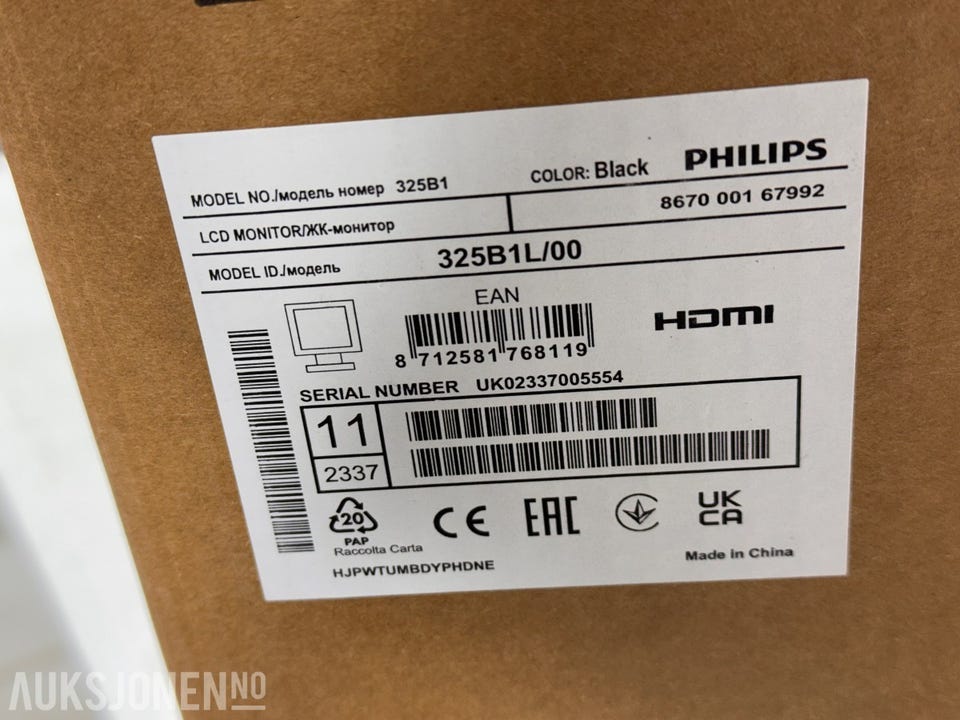 MODEL NO./модель номер 325B1 COLOR: Black PHILIPS
LCD MONITOR/ЖК-монитор 8670 001 67992
MODEL ID./модель 325B1L/00
EAN
HDMI
8 712581 768119
SERIAL NUMBER UK02337005554
11
2337
20
PAP
Raccolta Carta
CE EAC UK
CA
HJPWTUMBDYPHDNE
Made in China
AUKSJONEN NO